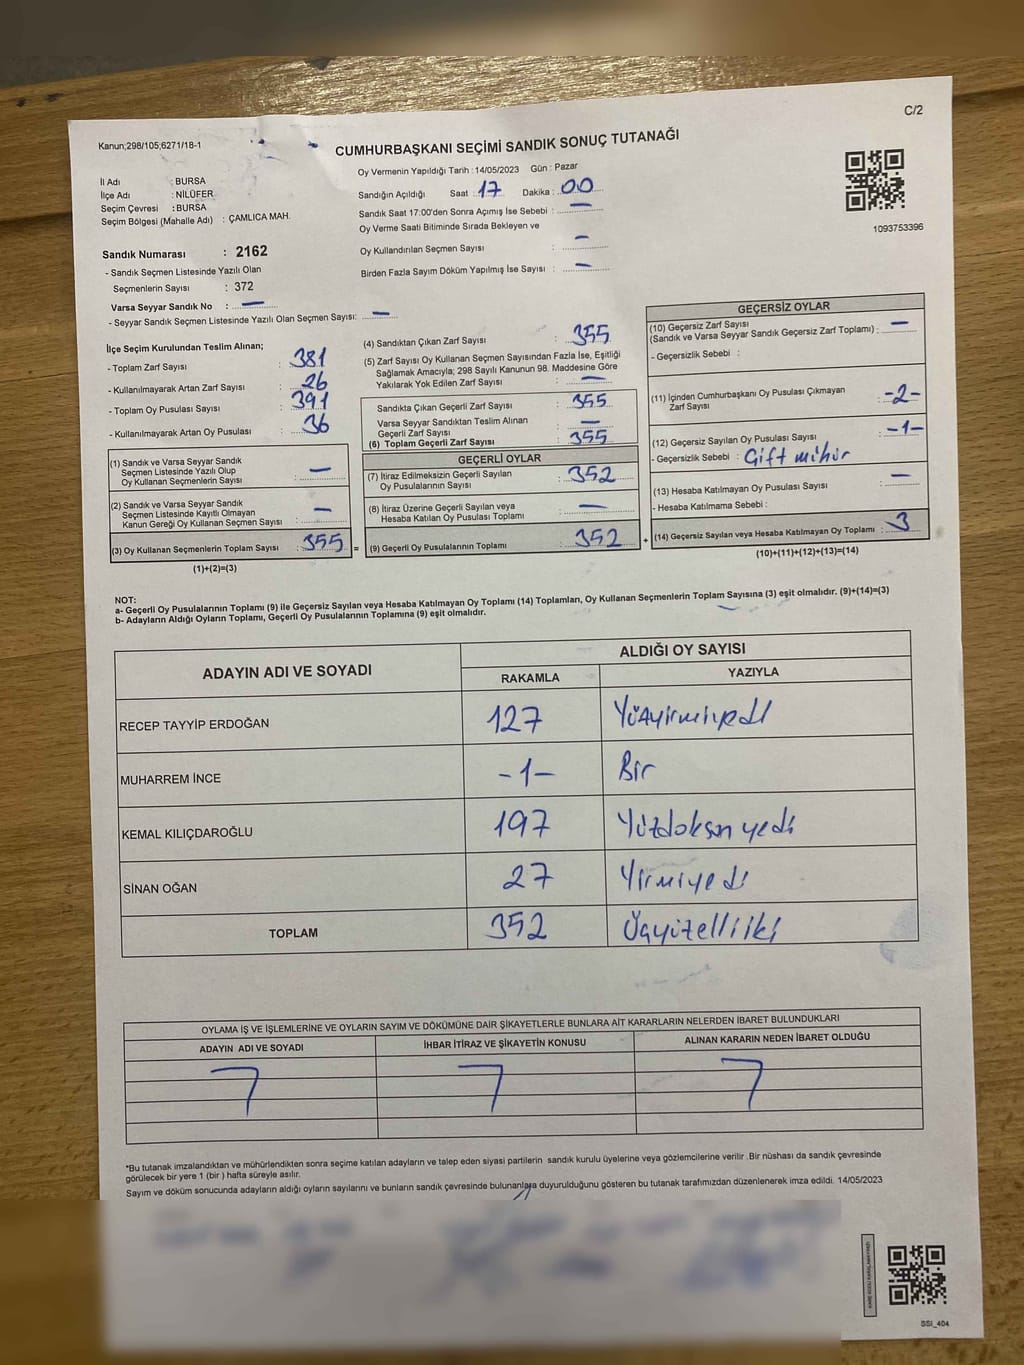 C/2
Kanun;298/105;6271/18-1
CUMHURBAŞKANI SEÇİMİ SANDIK SONUÇ TUTANAĞI
İl Adı : BURSA
İlçe Adı : NİLÜFER
Seçim Çevresi : BURSA
Seçim Bölgesi (Mahalle Adı) : ÇAMLICA MAH.
Oy Vermenin Yapıldığı Tarih : 14/05/2023 Gün : Pazar
Sandığın Açıldığı Saat : 17 Dakika : 00
Sandık Saat 17:00'den Sonra Açımış İse Sebebi : —
Oy Verme Saati Bitiminde Sırada Bekleyen ve
Oy Kullandırılan Seçmen Sayısı : —
Birden Fazla Sayım Döküm Yapılmış İse Sayısı : —
1093753396
Sandık Numarası : 2162
- Sandık Seçmen Listesinde Yazılı Olan
Seçmenlerin Sayısı : 372
Varsa Seyyar Sandık No : —
- Seyyar Sandık Seçmen Listesinde Yazılı Olan Seçmen Sayısı: —
İlçe Seçim Kurulundan Teslim Alınan;
- Toplam Zarf Sayısı : 381
- Kullanılmayarak Artan Zarf Sayısı : 26
- Toplam Oy Pusulası Sayısı : 391
- Kullanılmayarak Artan Oy Pusulası : 36
(1) Sandık ve Varsa Seyyar Sandık
Seçmen Listesinde Yazılı Olup
Oy Kullanan Seçmenlerin Sayısı : —
(2) Sandık ve Varsa Seyyar Sandık
Seçmen Listesinde Kayıtlı Olmayan
Kanun Gereği Oy Kullanan Seçmen Sayısı : —
(3) Oy Kullanan Seçmenlerin Toplam Sayısı : 355 =
(1)+(2)=(3)
(4) Sandıktan Çıkan Zarf Sayısı : 355
(5) Zarf Sayısı Oy Kullanan Seçmen Sayısından Fazla İse, Eşitliği
Sağlamak Amacıyla; 298 Sayılı Kanunun 98. Maddesine Göre
Yakılarak Yok Edilen Zarf Sayısı : —
Sandıkta Çıkan Geçerli Zarf Sayısı : 355
Varsa Seyyar Sandıktan Teslim Alınan
Geçerli Zarf Sayısı : —
(6) Toplam Geçerli Zarf Sayısı : 355
GEÇERLİ OYLAR
(7) İtiraz Edilmeksizin Geçerli Sayılan
Oy Pusulalarının Sayısı : 352
(8) İtiraz Üzerine Geçerli Sayılan veya
Hesaba Katılan Oy Pusulası Toplamı : —
(9) Geçerli Oy Pusulalarının Toplamı : 352 +
GEÇERSİZ OYLAR
(10) Geçersiz Zarf Sayısı
(Sandık ve Varsa Seyyar Sandık Geçersiz Zarf Toplamı) : —
- Geçersizlik Sebebi :
(11) İçinden Cumhurbaşkanı Oy Pusulası Çıkmayan
Zarf Sayısı : -2-
(12) Geçersiz Sayılan Oy Pusulası Sayısı : -1-
- Geçersizlik Sebebi : Çift mühür
(13) Hesaba Katılmayan Oy Pusulası Sayısı : —
- Hesaba Katılmama Sebebi :
(14) Geçersiz Sayılan veya Hesaba Katılmayan Oy Toplamı : 3
(10)+(11)+(12)+(13)=(14)
NOT:
a- Geçerli Oy Pusulalarının Toplamı (9) ile Geçersiz Sayılan veya Hesaba Katılmayan Oy Toplamı (14) Toplamları, Oy Kullanan Seçmenlerin Toplam Sayısına (3) eşit olmalıdır. (9)+(14)=(3)
b- Adayların Aldığı Oyların Toplamı, Geçerli Oy Pusulalarının Toplamına (9) eşit olmalıdır.
ADAYIN ADI VE SOYADI
ALDIĞI OY SAYISI
RAKAMLA YAZIYLA
RECEP TAYYİP ERDOĞAN 127 Yüzyirmiyedi
MUHARREM İNCE -1- Bir
KEMAL KILIÇDAROĞLU 197 Yüzdoksan yedi
SİNAN OĞAN 27 Yirmiyedi
TOPLAM 352 Üçyüzelliiki
OYLAMA İŞ VE İŞLEMLERİNE VE OYLARIN SAYIM VE DÖKÜMÜNE DAİR ŞİKAYETLERLE BUNLARA AİT KARARLARIN NELERDEN İBARET BULUNDUKLARI
ADAYIN ADI VE SOYADI İHBAR İTİRAZ VE ŞİKAYETİN KONUSU ALINAN KARARIN NEDEN İBARET OLDUĞU
*Bu tutanak imzalandıktan ve mühürlendikten sonra seçime katılan adayların ve talep eden siyasi partilerin sandık kurulu üyelerine veya gözlemcilerine verilir .Bir nüshası da sandık çevresinde
görülecek bir yere 1 (bir ) hafta süreyle asılır.
Sayım ve döküm sonucunda adayların aldığı oyların sayılarını ve bunların sandık çevresinde bulunanlara duyurulduğunu gösteren bu tutanak tarafımızdan düzenlenerek imza edildi. 14/05/2023
SSI_404